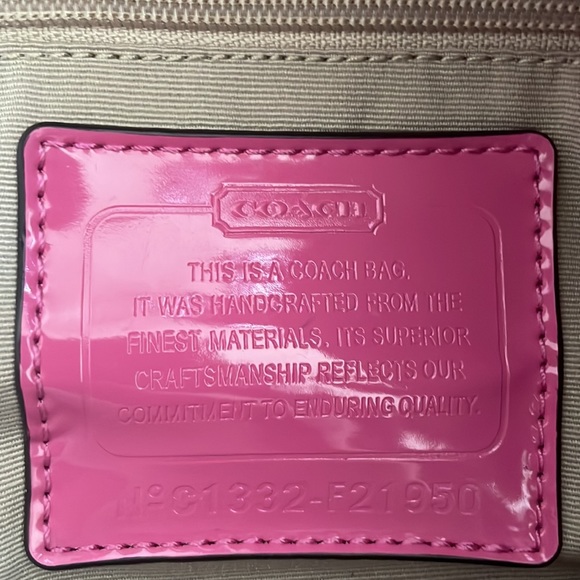 COACH
THIS IS A COACH BAG.
IT WAS HANDCRAFTED FROM THE
FINEST MATERIALS. ITS SUPERIOR
CRAFTSMANSHIP REFLECTS OUR
COMMITMENT TO ENDURING QUALITY.
Nº C1332-F21950